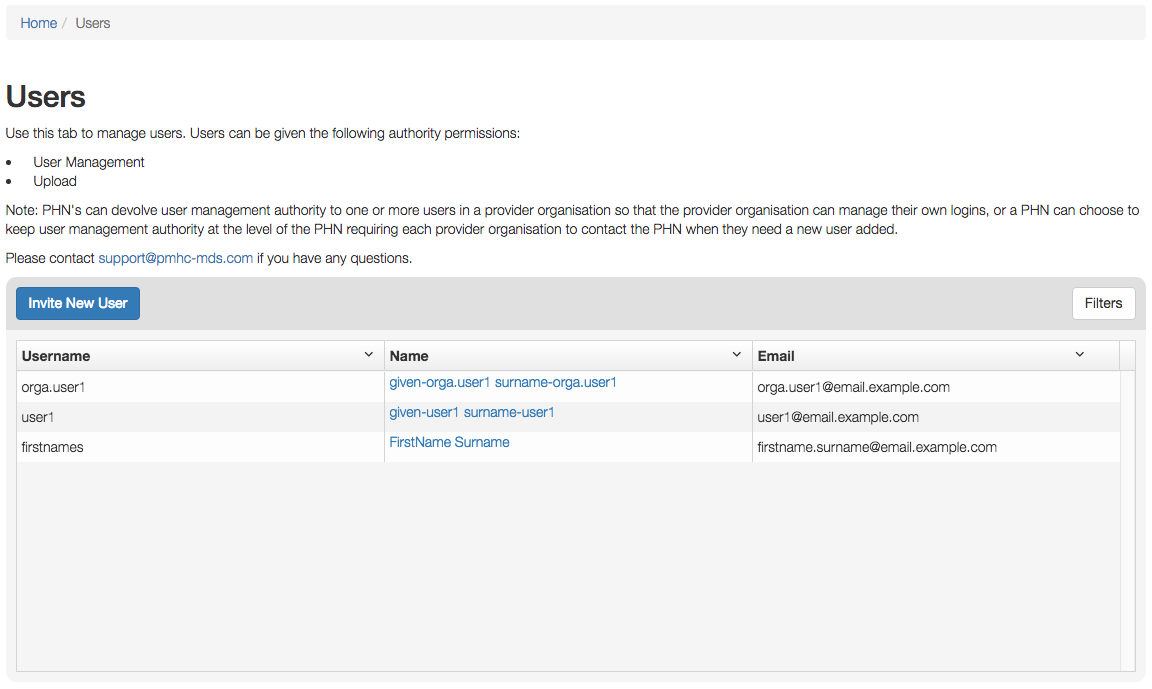 Home / Users
Users
Use this tab to manage users. Users can be given the following authority permissions:
• User Management
• Upload
Note: PHN's can devolve user management authority to one or more users in a provider organisation so that the provider organisation can manage their own logins, or a PHN can choose to
keep user management authority at the level of the PHN requiring each provider organisation to contact the PHN when they need a new user added.
Please contact support@pmhc-mds.com if you have any questions.
Invite New User Filters
Username Name Email
orga.user1 given-orga.user1 surname-orga.user1 orga.user1@email.example.com
user1 given-user1 surname-user1 user1@email.example.com
firstnames FirstName Surname firstname.surname@email.example.com